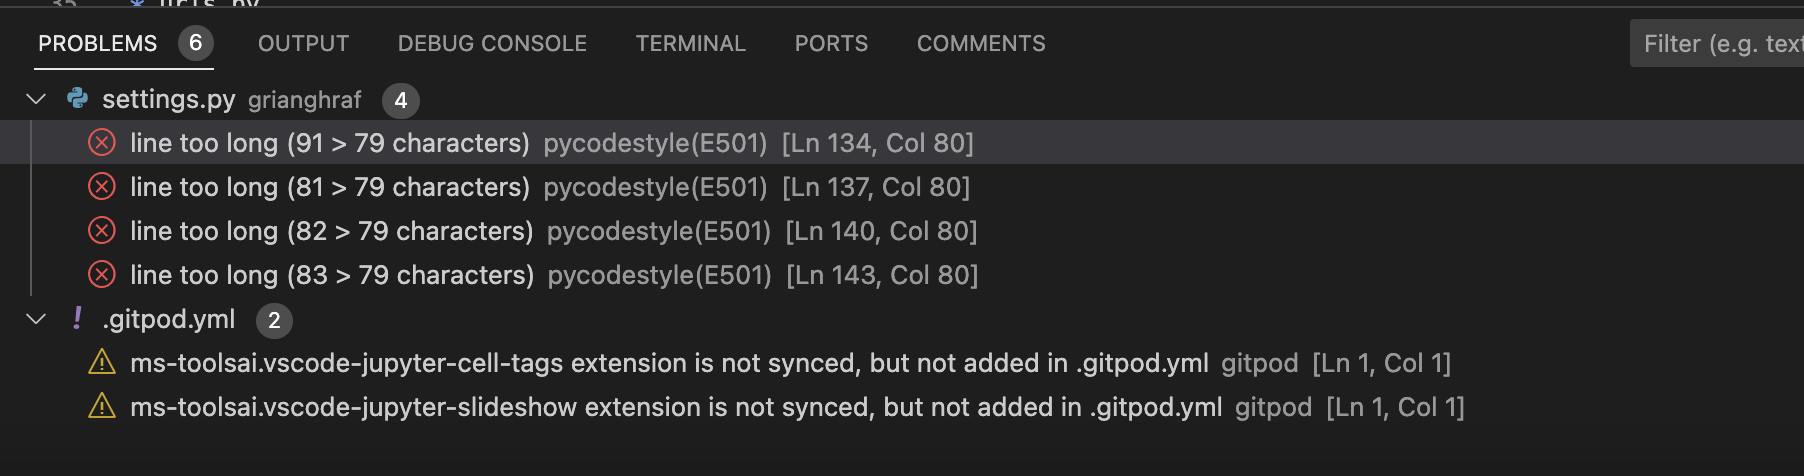 35 * urls.py
PROBLEMS 6 OUTPUT DEBUG CONSOLE TERMINAL PORTS COMMENTS Filter (e.g. text
settings.py grianghraf 4
line too long (91 > 79 characters) pycodestyle(E501) [Ln 134, Col 80]
line too long (81 > 79 characters) pycodestyle(E501) [Ln 137, Col 80]
line too long (82 > 79 characters) pycodestyle(E501) [Ln 140, Col 80]
line too long (83 > 79 characters) pycodestyle(E501) [Ln 143, Col 80]
! .gitpod.yml 2
ms-toolsai.vscode-jupyter-cell-tags extension is not synced, but not added in .gitpod.yml gitpod [Ln 1, Col 1]
ms-toolsai.vscode-jupyter-slideshow extension is not synced, but not added in .gitpod.yml gitpod [Ln 1, Col 1]